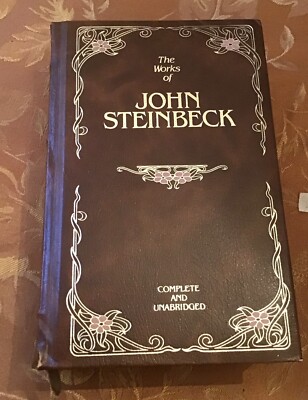 The
Works
of
JOHN
STEINBECK
COMPLETE
AND
UNABRIDGED